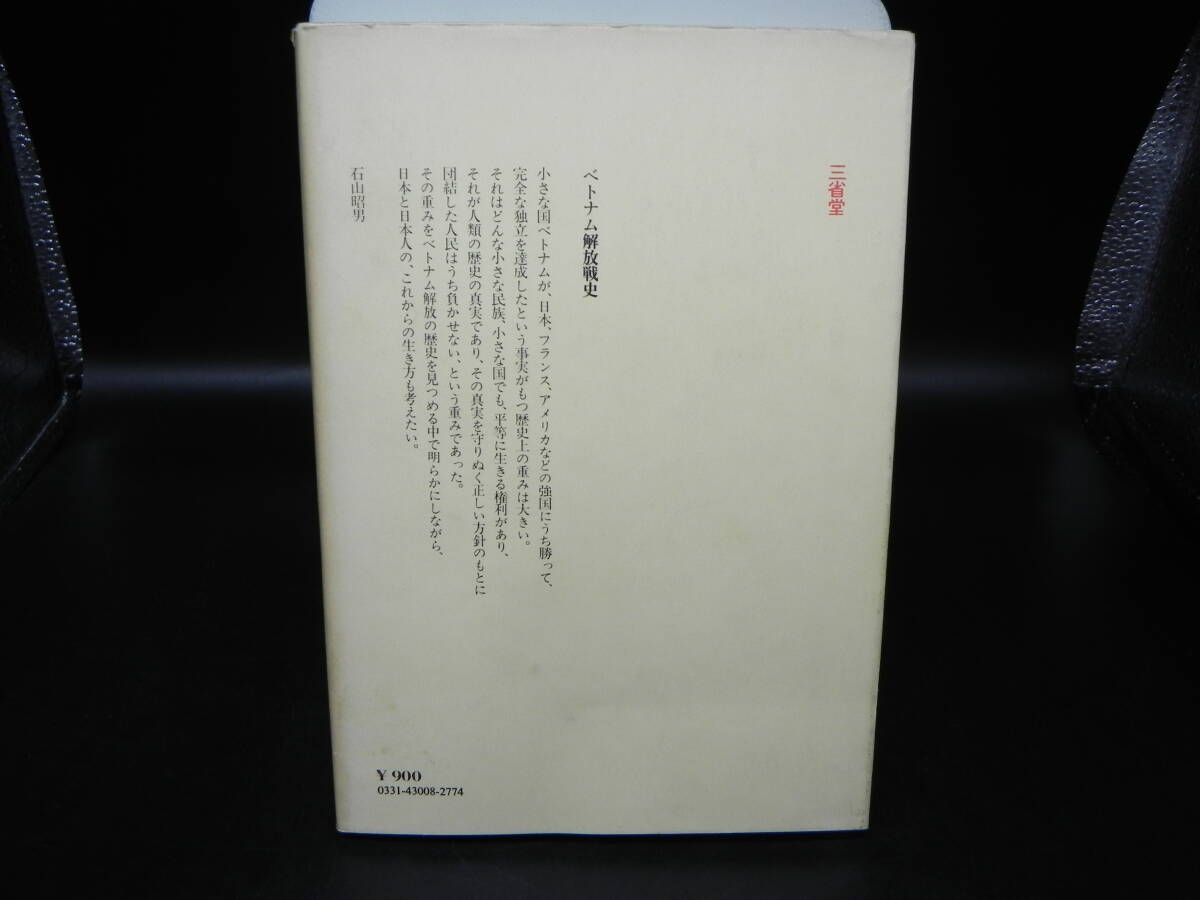 三省堂
ベトナム解放戦史
小さな国ベトナムが、日本、フランス、アメリカなどの強国にうち勝って、
完全な独立を達成したという事実がもつ歴史上の重みは大きい。
それはどんな小さな民族、小さな国でも、平等に生きる権利があり、
それが人類の歴史の真実であり、その真実を守りぬく正しい方針のもとに
団結した人民はうち負かせない、という重みであった。
その重みをベトナム解放の歴史を見つめる中で明らかにしながら、
日本と日本人の、これからの生き方も考えたい。
石山昭男
¥900
0331-43008-2774